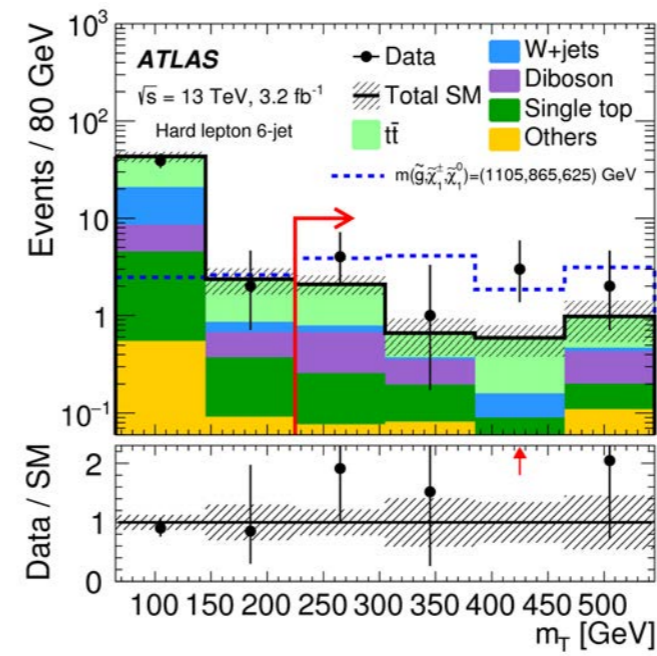 10³
10²
10
1
10⁻¹
Events / 80 GeV
ATLAS
√s = 13 TeV, 3.2 fb⁻¹
Hard lepton 6-jet
Data
Total SM
tt̄
W+jets
Diboson
Single top
Others
m(g̃,χ̃₁±,χ̃₁⁰)=(1105,865,625) GeV
2
1
0
Data / SM
100 150 200 250 300 350 400 450 500
m_T [GeV]